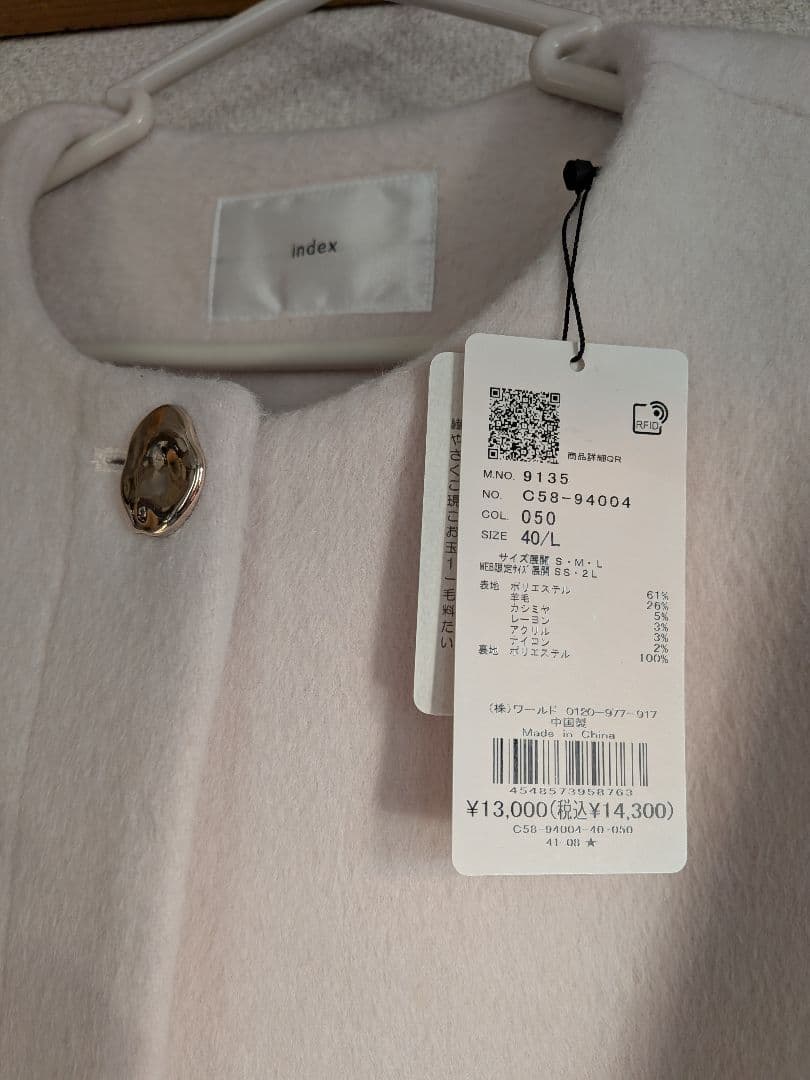 index
RFID
商品詳細QR
M.NO. 9135
NO. C58-94004
COL. 050
SIZE 40/L
サイズ展開 S・M・L
WEB限定サイズ展開 SS・2L
表地 ポリエステル 61%
羊毛 26%
カシミヤ 5%
レーヨン 3%
アクリル 3%
ナイロン 2%
裏地 ポリエステル 100%
(株)ワールド 0120-977-917
中国製
Made in China
4548573958763
¥13,000(税込¥14,300)
C58-94004-40-050
41-08 ★